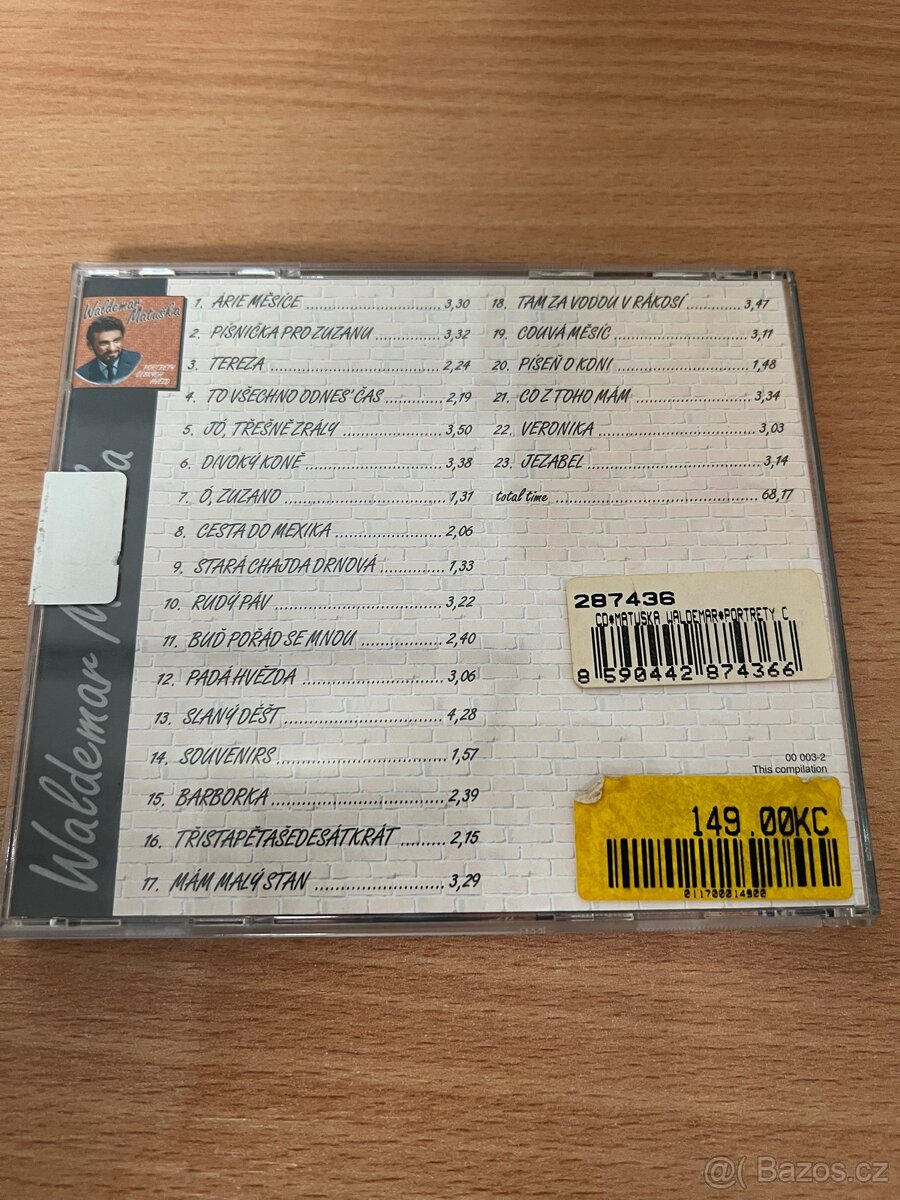 Waldemar
Matuška
PORTRÉTY
ČESKÝCH
HVĚZD
Waldemar
1. ÁRIE MĚSÍCE 3,30
2. PÍSNIČKA PRO ZUZANU 3,32
3. TEREZA 2,24
4. TO VŠECHNO ODNES' ČAS 2,19
5. JÓ, TŘEŠNĚ ZRÁLY 3,50
6. DIVOKÝ KONĚ 3,38
7. Ó, ZUZANO 1,31
8. CESTA DO MEXIKA 2,06
9. STARÁ CHAJDA DRNOVÁ 1,33
10. RUDÝ PÁV 3,22
11. BUĎ POŘÁD SE MNOU 2,40
12. PADÁ HVĚZDA 3,06
13. SLANÝ DÉŠŤ 4,28
14. SOUVENIRS 1,57
15. BARBORKA 2,39
16. TŘISTAPĚTAŠEDESÁTKRÁT 2,15
17. MÁM MALÝ STAN 3,29
18. TAM ZA VODOU V RÁKOSÍ 3,47
19. COUVÁ MĚSÍC 3,11
20. PÍSEŇ O KONI 1,48
21. CO Z TOHO MÁM 3,34
22. VERONIKA 3,03
23. JEZABEL 3,14
total time 68,17
287436
CD*MATUSKA WALDEMAR*PORTRETY C
8 590442 874366
00 003-2
This compilation
149.00KC
011700014900
@( Bazos.cz